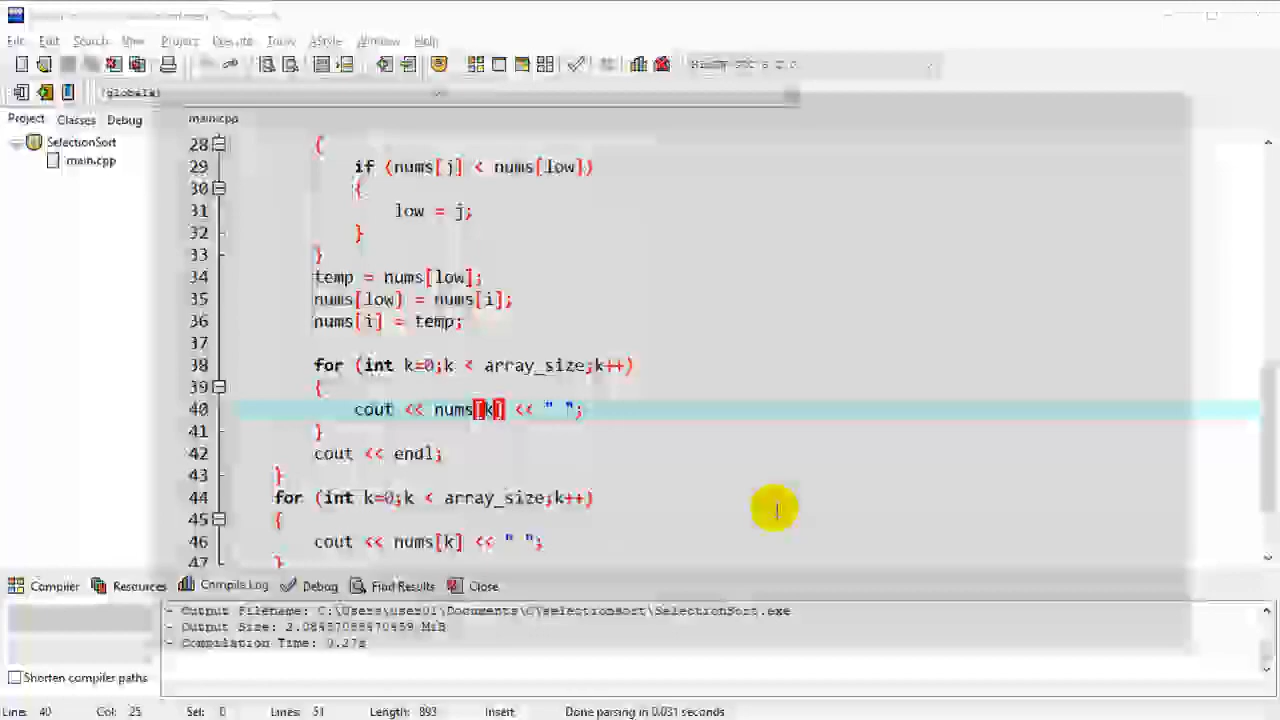 File Edit Search View Project Execute Tools AStyle Window Help
(globals)
Project Classes Debug
main.cpp
SelectionSort
main.cpp
28 {
29 if (nums[j] < nums[low])
30 {
31 low = j;
32 }
33 }
34 temp = nums[low];
35 nums[low] = nums[i];
36 nums[i] = temp;
37
38 for (int k=0;k < array_size;k++)
39 {
40 cout << nums[k] << " ";
41 }
42 cout << endl;
43 }
44 for (int k=0;k < array_size;k++)
45 {
46 cout << nums[k] << " ";
47 }
Compiler Resources Compile Log Debug Find Results Close
- Output Filename: C:\Users\user01\Documents\C\selectionSort\SelectionSort.exe
- Output Size: 2.08457088470459 MiB
- Compilation Time: 0.27s
Shorten compiler paths
Line: 40 Col: 25 Sel: 0 Lines: 51 Length: 893 Insert Done parsing in 0.031 seconds